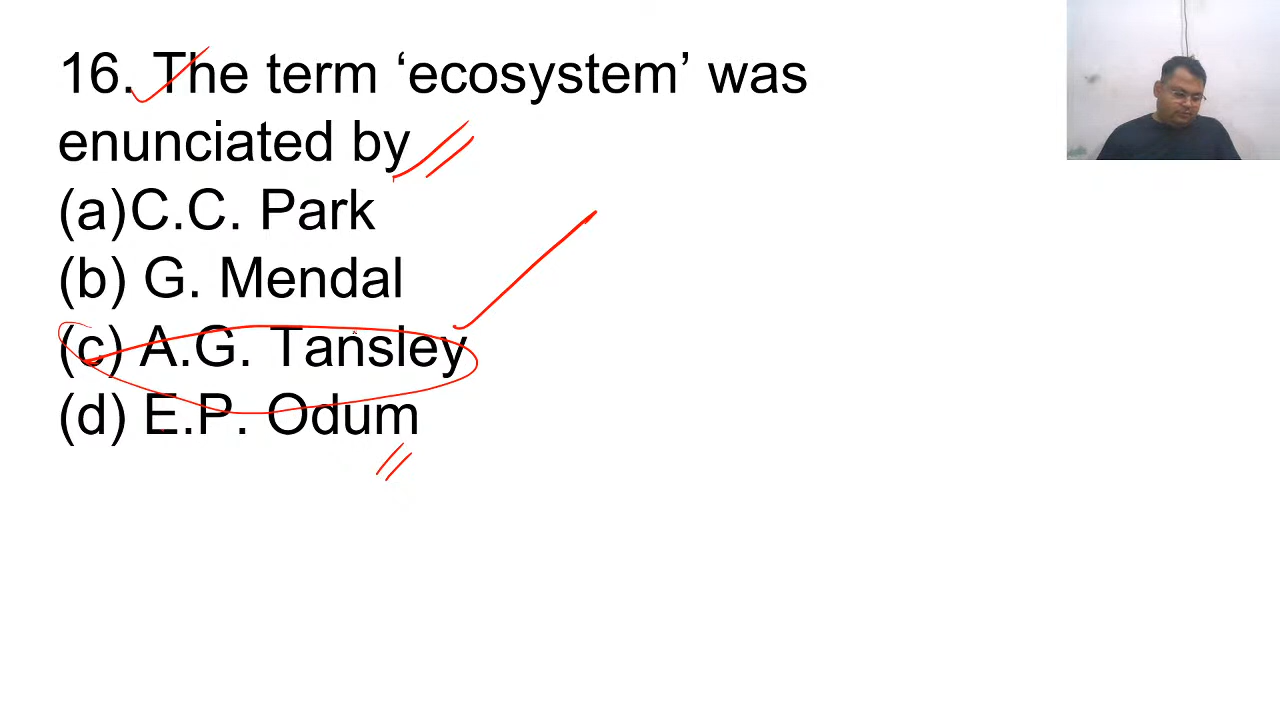 16. The term ‘ecosystem’ was
enunciated by
(a)C.C. Park
(b) G. Mendal
(c) A.G. Tansley
(d) E.P. Odum